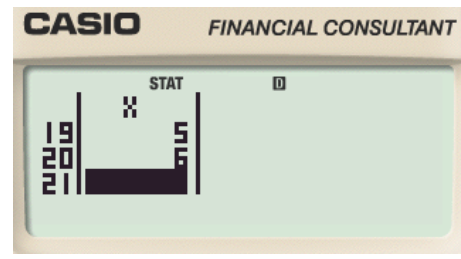 CASIO FINANCIAL CONSULTANT
STAT D
X
19 5
20 6
21